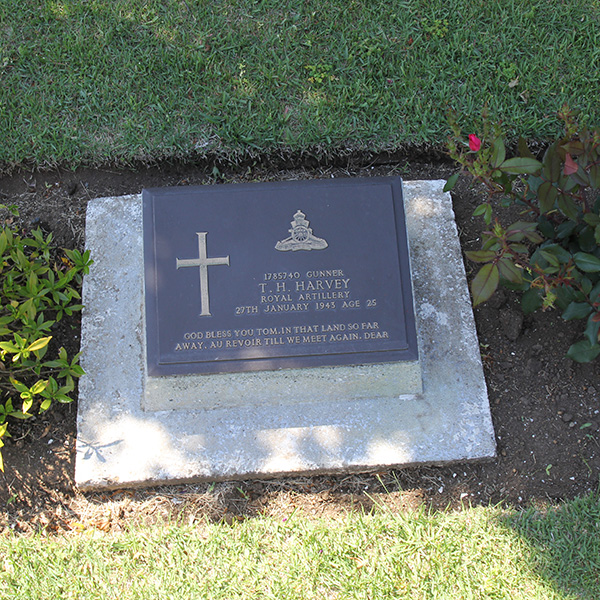 1785740 GUNNER
T. H. HARVEY
ROYAL ARTILLERY
27TH JANUARY 1943 AGE 25
GOD BLESS YOU TOM, IN THAT LAND SO FAR
AWAY. AU REVOIR TILL WE MEET AGAIN, DEAR